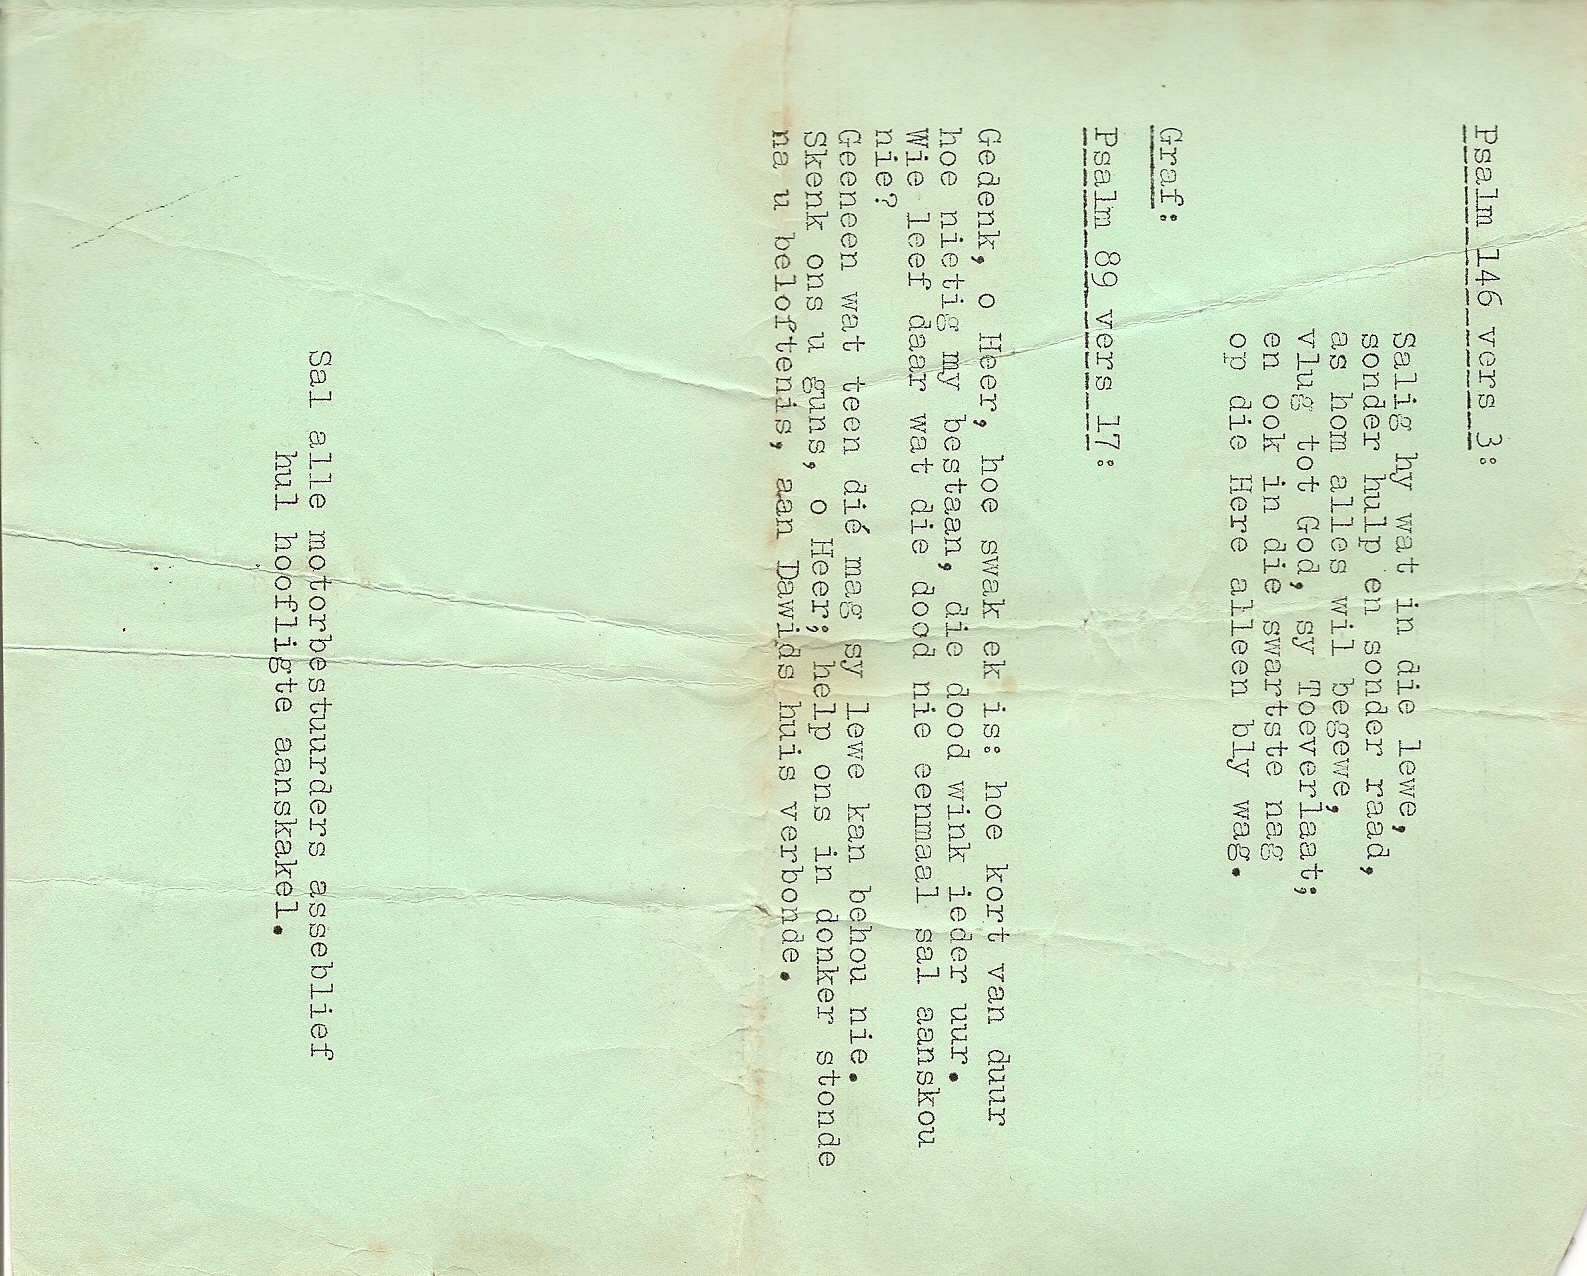 Psalm 146 vers 3:
Salig hy wat in die lewe,
sonder hulp en sonder raad,
as hom alles wil begewe,
vlug tot God, sy Toeverlaat;
en ook in die swartste nag
op die Here alleen bly wag.
Graf:
Psalm 89 vers 17:
Gedenk, o Heer, hoe swak ek is: hoe kort van duur
hoe nietig my bestaan, die dood wink ieder uur.
Wie leef daar wat die dood nie eenmaal sal aanskou
nie?
Geeneen wat teen dié mag sy lewe kan behou nie.
Skenk ons u guns, o Heer; help ons in donker stonde
na u beloftenis, aan Dawids huis verbonde.
Sal alle motorbestuurders asseblief
hul hoofligte aanskakel.